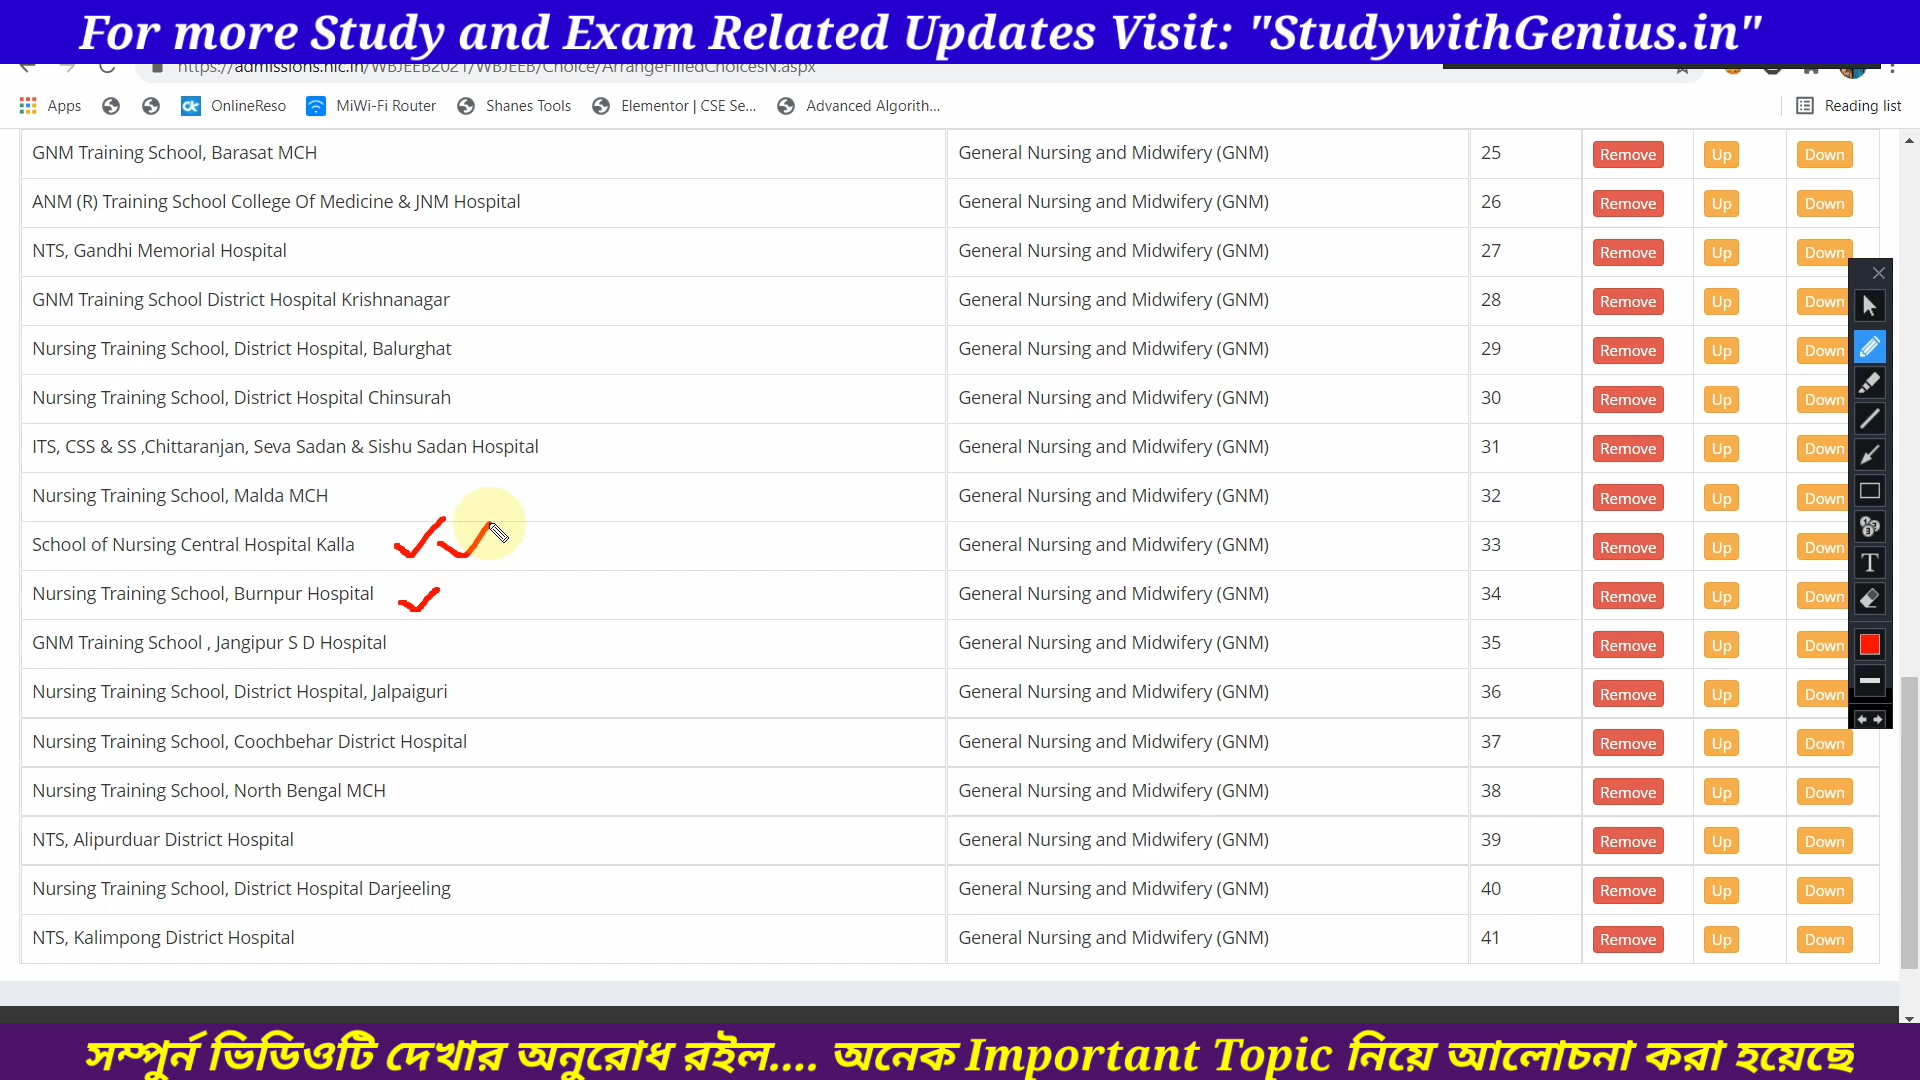 For more Study and Exam Related Updates Visit: "StudywithGenius.in"
https://admissions.nic.in/WBJEEB2021/WBJEEB/Choice/ArrangeFilledChoicesN.aspx
Apps OnlineReso MiWi-Fi Router Shanes Tools Elementor | CSE Se... Advanced Algorith... Reading list
GNM Training School, Barasat MCH General Nursing and Midwifery (GNM) 25 Remove Up Down
ANM (R) Training School College Of Medicine & JNM Hospital General Nursing and Midwifery (GNM) 26 Remove Up Down
NTS, Gandhi Memorial Hospital General Nursing and Midwifery (GNM) 27 Remove Up Down
GNM Training School District Hospital Krishnanagar General Nursing and Midwifery (GNM) 28 Remove Up Down
Nursing Training School, District Hospital, Balurghat General Nursing and Midwifery (GNM) 29 Remove Up Down
Nursing Training School, District Hospital Chinsurah General Nursing and Midwifery (GNM) 30 Remove Up Down
ITS, CSS & SS ,Chittaranjan, Seva Sadan & Sishu Sadan Hospital General Nursing and Midwifery (GNM) 31 Remove Up Down
Nursing Training School, Malda MCH General Nursing and Midwifery (GNM) 32 Remove Up Down
School of Nursing Central Hospital Kalla General Nursing and Midwifery (GNM) 33 Remove Up Down
Nursing Training School, Burnpur Hospital General Nursing and Midwifery (GNM) 34 Remove Up Down
GNM Training School , Jangipur S D Hospital General Nursing and Midwifery (GNM) 35 Remove Up Down
Nursing Training School, District Hospital, Jalpaiguri General Nursing and Midwifery (GNM) 36 Remove Up Down
Nursing Training School, Coochbehar District Hospital General Nursing and Midwifery (GNM) 37 Remove Up Down
Nursing Training School, North Bengal MCH General Nursing and Midwifery (GNM) 38 Remove Up Down
NTS, Alipurduar District Hospital General Nursing and Midwifery (GNM) 39 Remove Up Down
Nursing Training School, District Hospital Darjeeling General Nursing and Midwifery (GNM) 40 Remove Up Down
NTS, Kalimpong District Hospital General Nursing and Midwifery (GNM) 41 Remove Up Down
সম্পুর্ন ভিডিওটি দেখার অনুরোধ রইল.... অনেক Important Topic নিয়ে আলোচনা করা হয়েছে